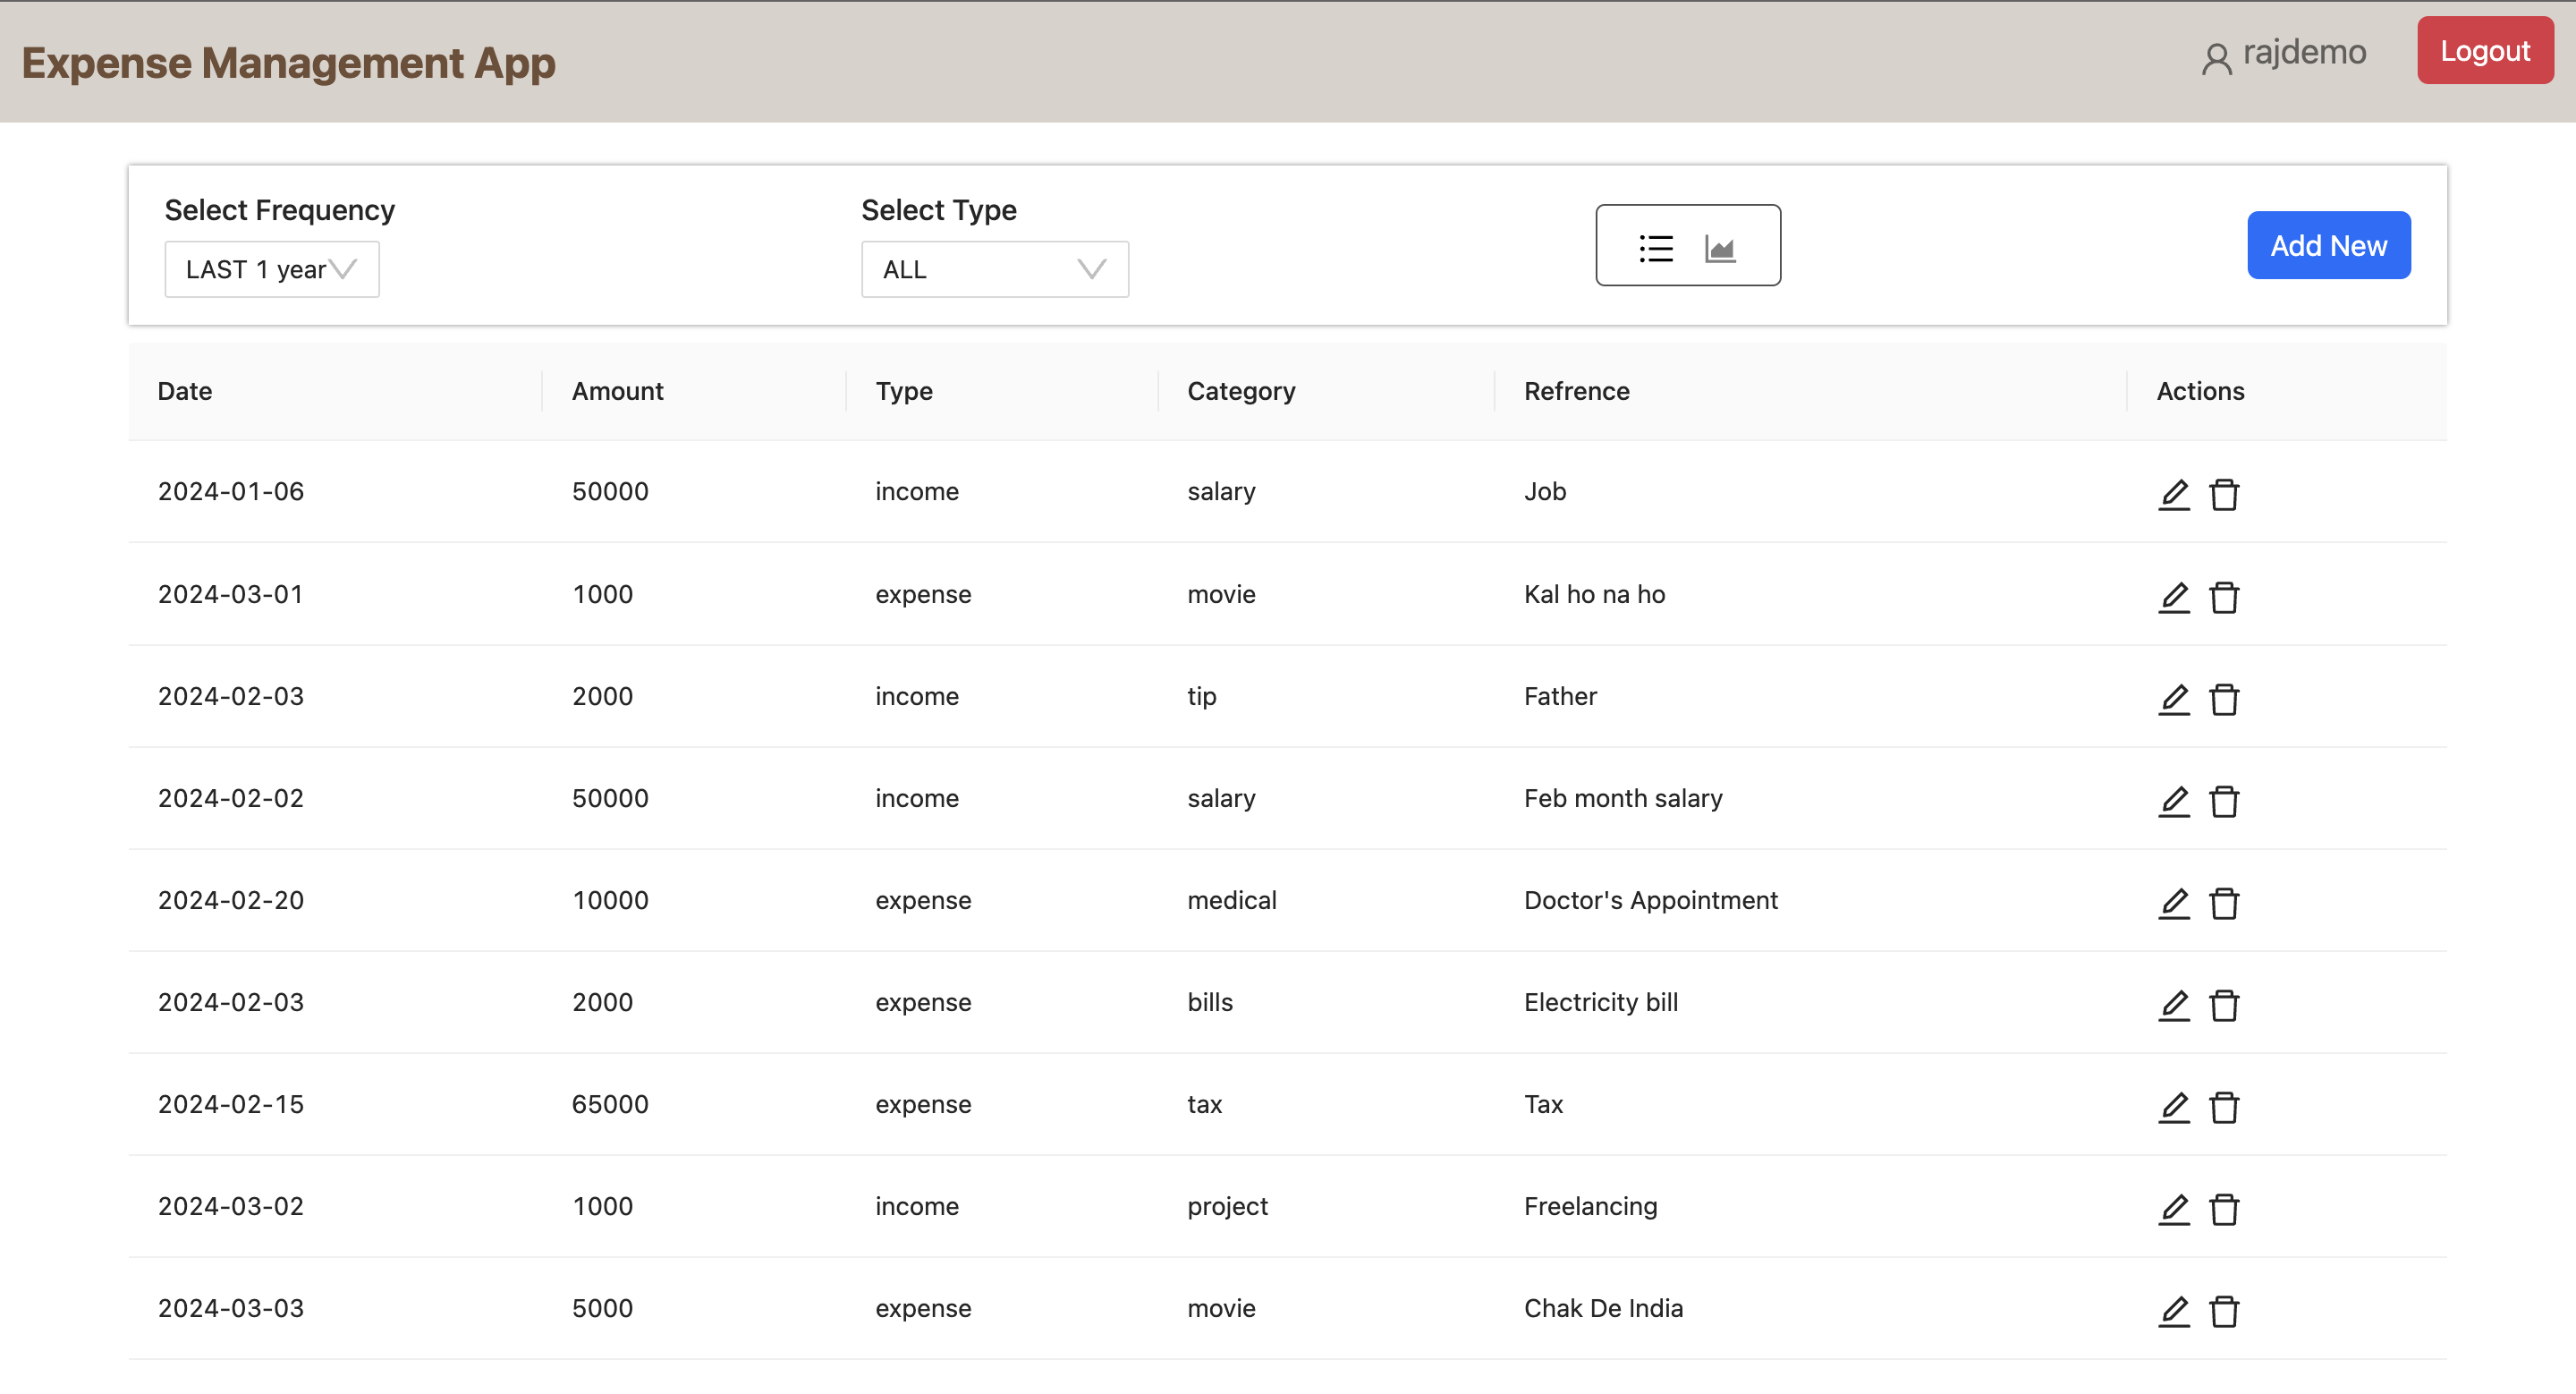 Expense Management App
rajdemo
Logout
Select Frequency
Select Type
LAST 1 year
ALL
Add New
Date Amount Type Category Refrence Actions
2024-01-06 50000 income salary Job
2024-03-01 1000 expense movie Kal ho na ho
2024-02-03 2000 income tip Father
2024-02-02 50000 income salary Feb month salary
2024-02-20 10000 expense medical Doctor's Appointment
2024-02-03 2000 expense bills Electricity bill
2024-02-15 65000 expense tax Tax
2024-03-02 1000 income project Freelancing
2024-03-03 5000 expense movie Chak De India